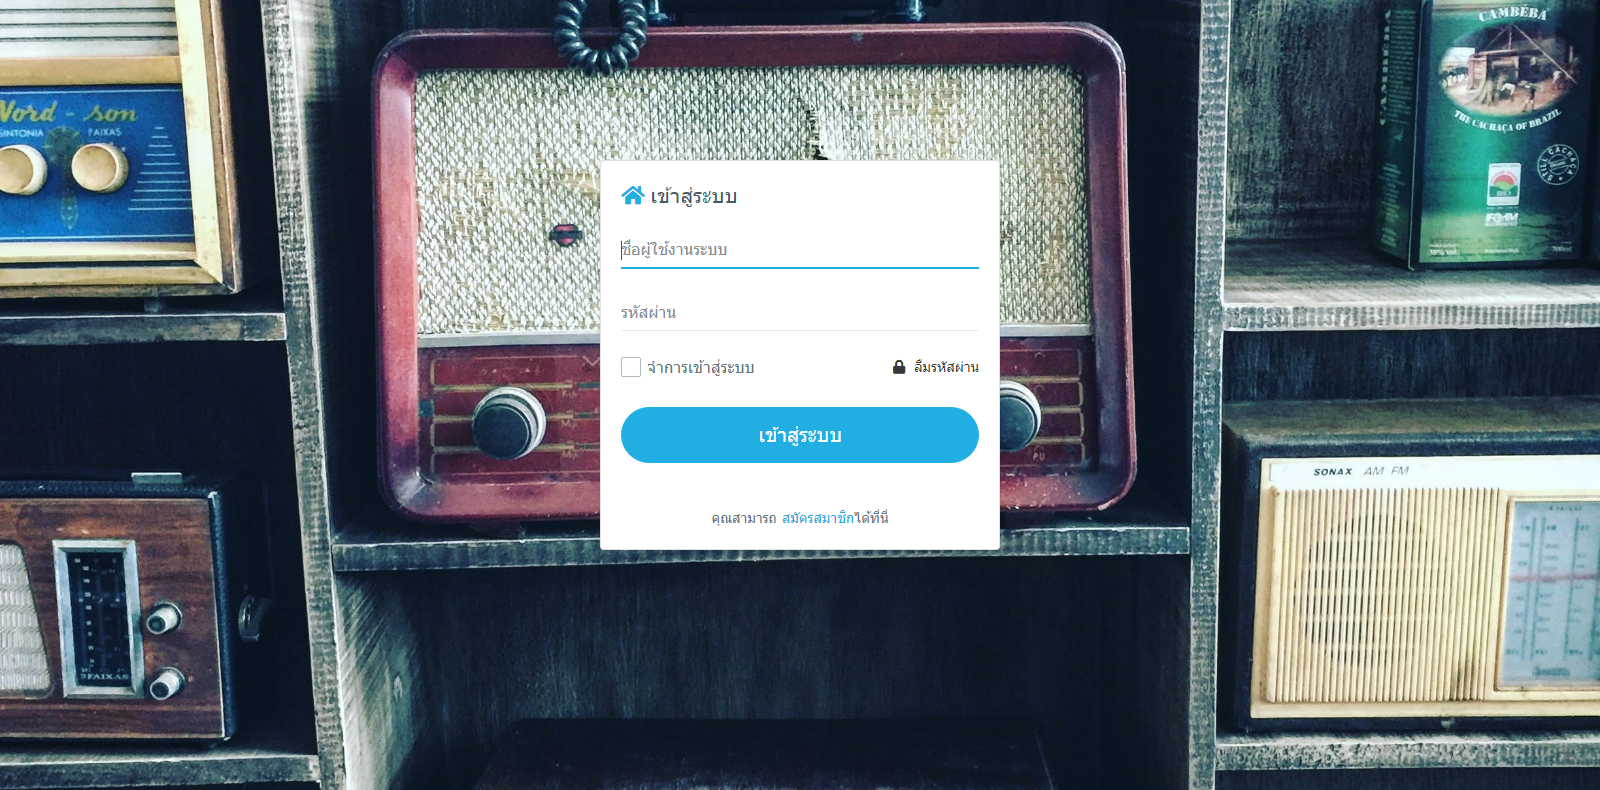 CAMBÉBA
Nord - son
SINTONIA FAIXAS
THE CACHAÇA OF BRAZIL
STILL CACHAÇA
เข้าสู่ระบบ
ชื่อผู้ใช้งานระบบ
รหัสผ่าน
จำการเข้าสู่ระบบ
ลืมรหัสผ่าน
เข้าสู่ระบบ
SONAX AM-FM
คุณสามารถ สมัครสมาชิกได้ที่นี่
3 FAIXAS